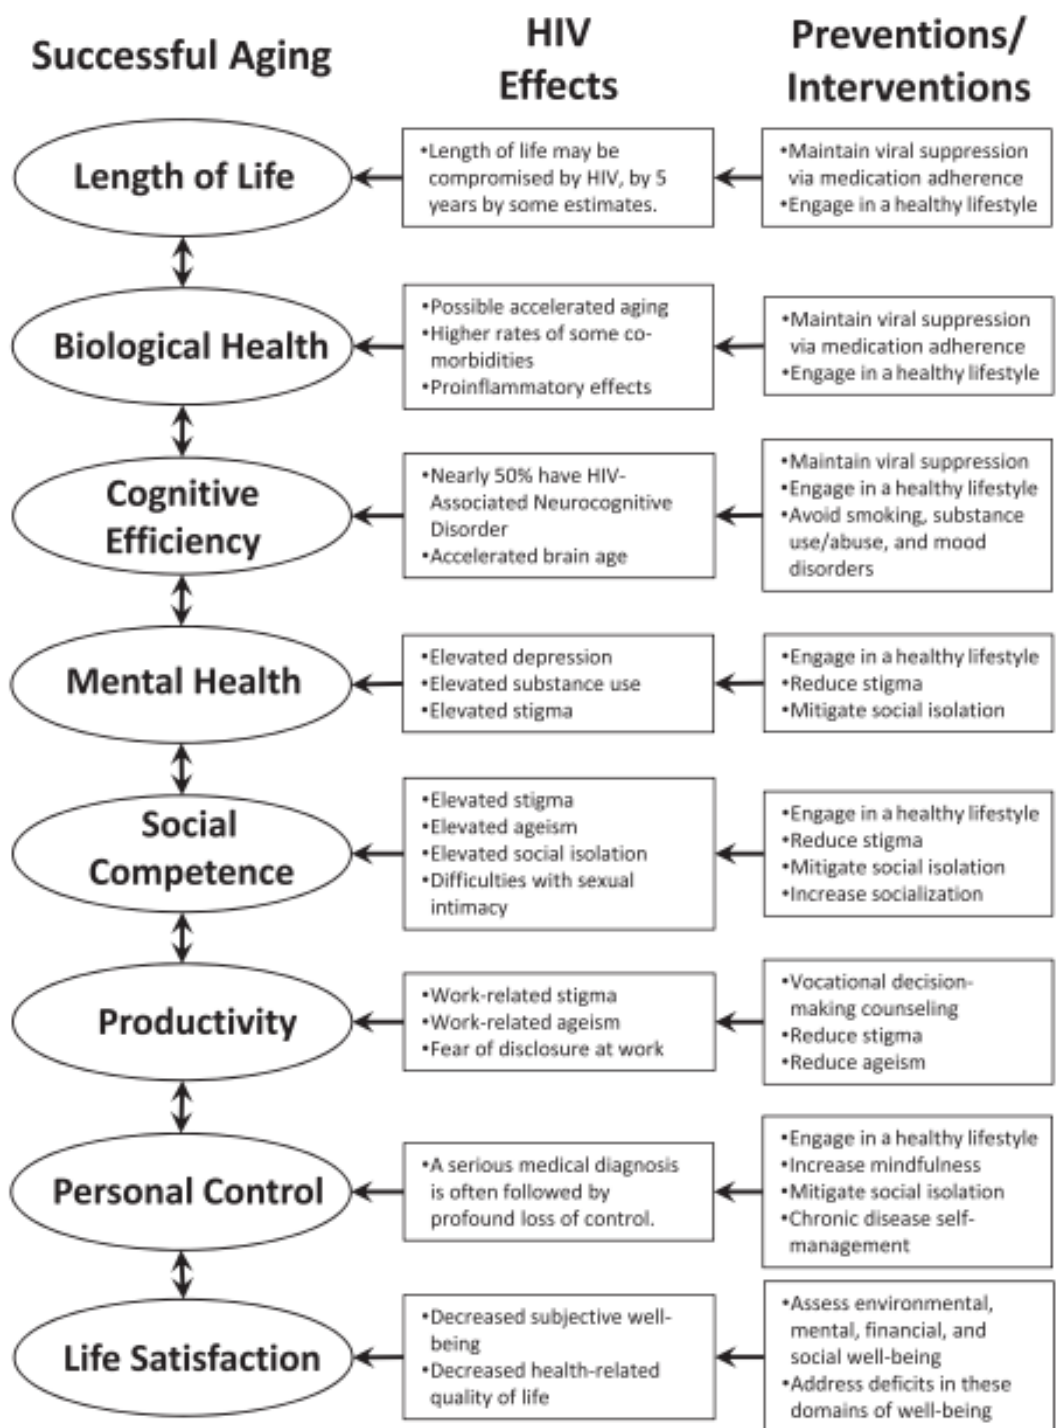 Successful Aging
HIV
Effects
Preventions/
Interventions
Length of Life
•Length of life may be
compromised by HIV, by 5
years by some estimates.
•Maintain viral suppression
via medication adherence
•Engage in a healthy lifestyle
Biological Health
•Possible accelerated aging
•Higher rates of some co-
morbidities
•Proinflammatory effects
•Maintain viral suppression
via medication adherence
•Engage in a healthy lifestyle
Cognitive
Efficiency
•Nearly 50% have HIV-
Associated Neurocognitive
Disorder
•Accelerated brain age
•Maintain viral suppression
•Engage in a healthy lifestyle
•Avoid smoking, substance
use/abuse, and mood
disorders
Mental Health
•Elevated depression
•Elevated substance use
•Elevated stigma
•Engage in a healthy lifestyle
•Reduce stigma
•Mitigate social isolation
Social
Competence
•Elevated stigma
•Elevated ageism
•Elevated social isolation
•Difficulties with sexual
intimacy
•Engage in a healthy lifestyle
•Reduce stigma
•Mitigate social isolation
•Increase socialization
Productivity
•Work-related stigma
•Work-related ageism
•Fear of disclosure at work
•Vocational decision-
making counseling
•Reduce stigma
•Reduce ageism
Personal Control
•A serious medical diagnosis
is often followed by
profound loss of control.
•Engage in a healthy lifestyle
•Increase mindfulness
•Mitigate social isolation
•Chronic disease self-
management
Life Satisfaction
•Decreased subjective well-
being
•Decreased health-related
quality of life
•Assess environmental,
mental, financial, and
social well-being
•Address deficits in these
domains of well-being